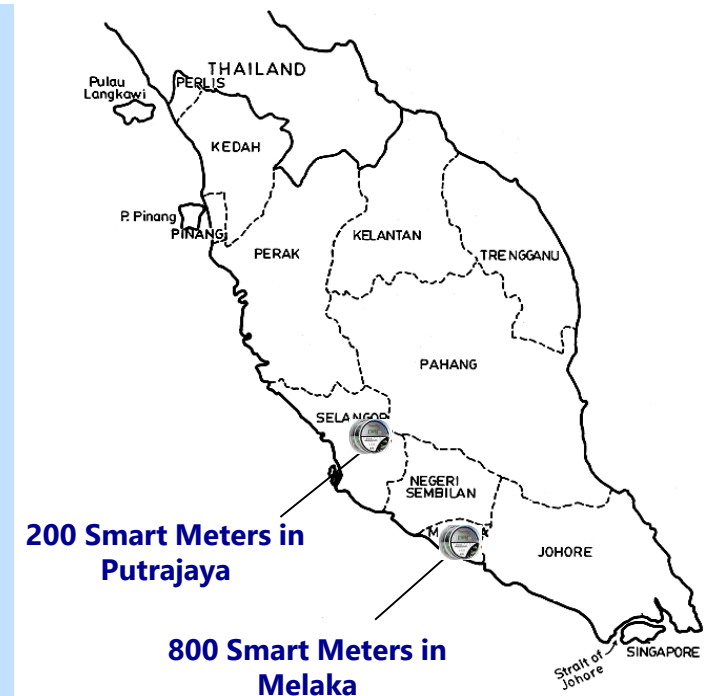 THAILAND
Pulau
Langkawi
PERLIS
KEDAH
P. Pinang
PINANG
PERAK
KELANTAN
TRENGGANU
PAHANG
SELANGOR
NEGERI
SEMBILAN
JOHORE
200 Smart Meters in
Putrajaya
800 Smart Meters in
Melaka
Strait of
Johore
SINGAPORE